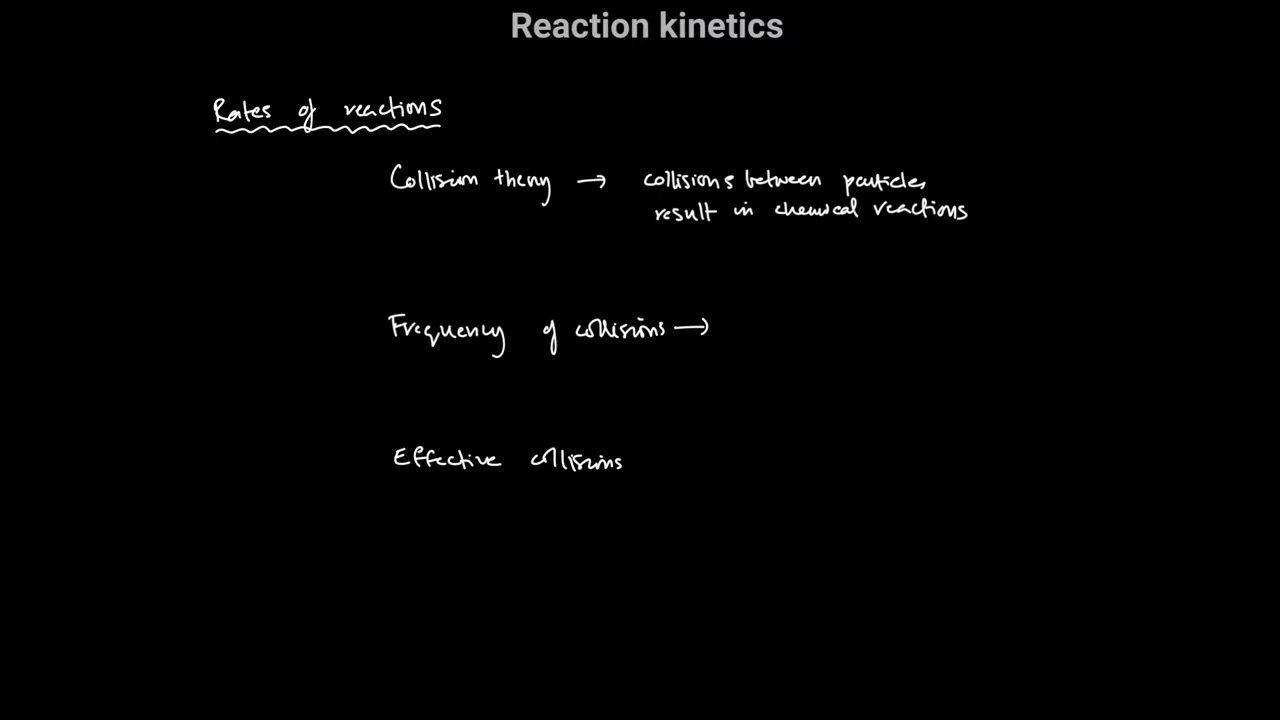 Reaction kinetics
Rates of reactions
Collision theory → collisions between particles
result in chemical reactions
Frequency of collisions →
Effective collisions